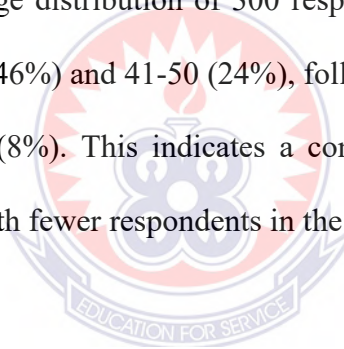 ge distribution of 300 resp
46%) and 41-50 (24%), foll
(8%). This indicates a con
th fewer respondents in the
EDUCATION FOR SERVICE